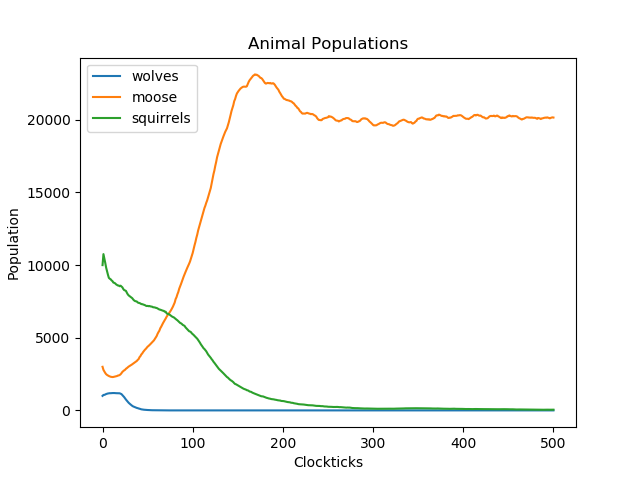 Animal Populations
wolves
moose
squirrels
20000
15000
10000
5000
0
Population
0 100 200 300 400 500
Clockticks